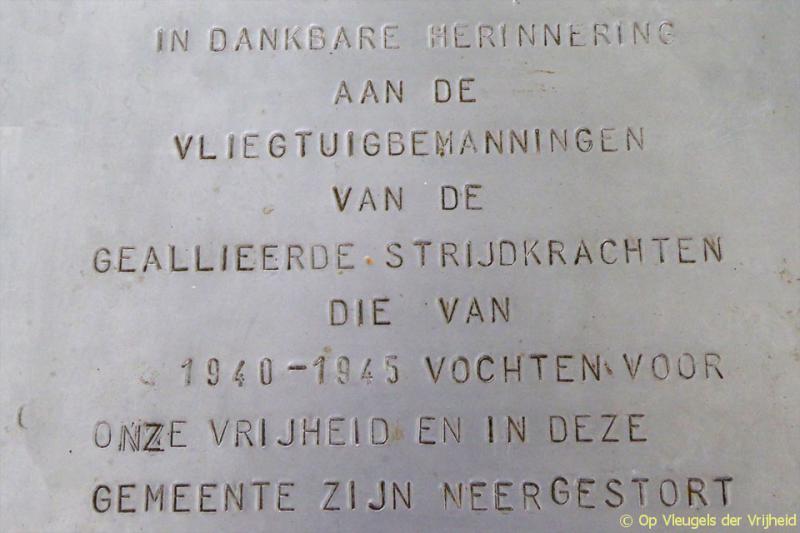 IN DANKBARE HERINNERING
AAN DE
VLIEGTUIGBEMANNINGEN
VAN DE
GEALLIEERDE STRIJDKRACHTEN
DIE VAN
1940-1945 VOCHTEN VOOR
ONZE VRIJHEID EN IN DEZE
GEMEENTE ZIJN NEERGESTORT
© Op Vleugels der Vrijheid